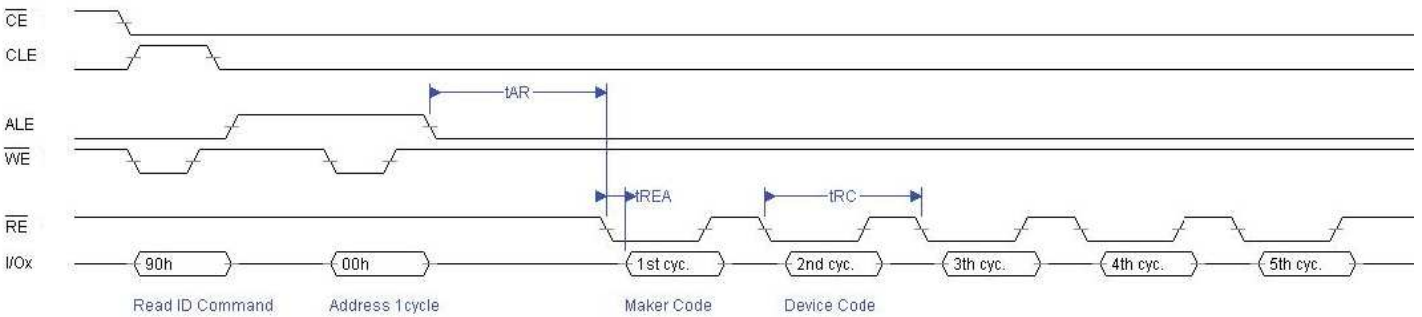 CE
CLE
tAR
ALE
WE
tREA
tRC
RE
I/Ox
90h 00h 1st cyc. 2nd cyc. 3th cyc. 4th cyc. 5th cyc.
Read ID Command Address 1cycle Maker Code Device Code